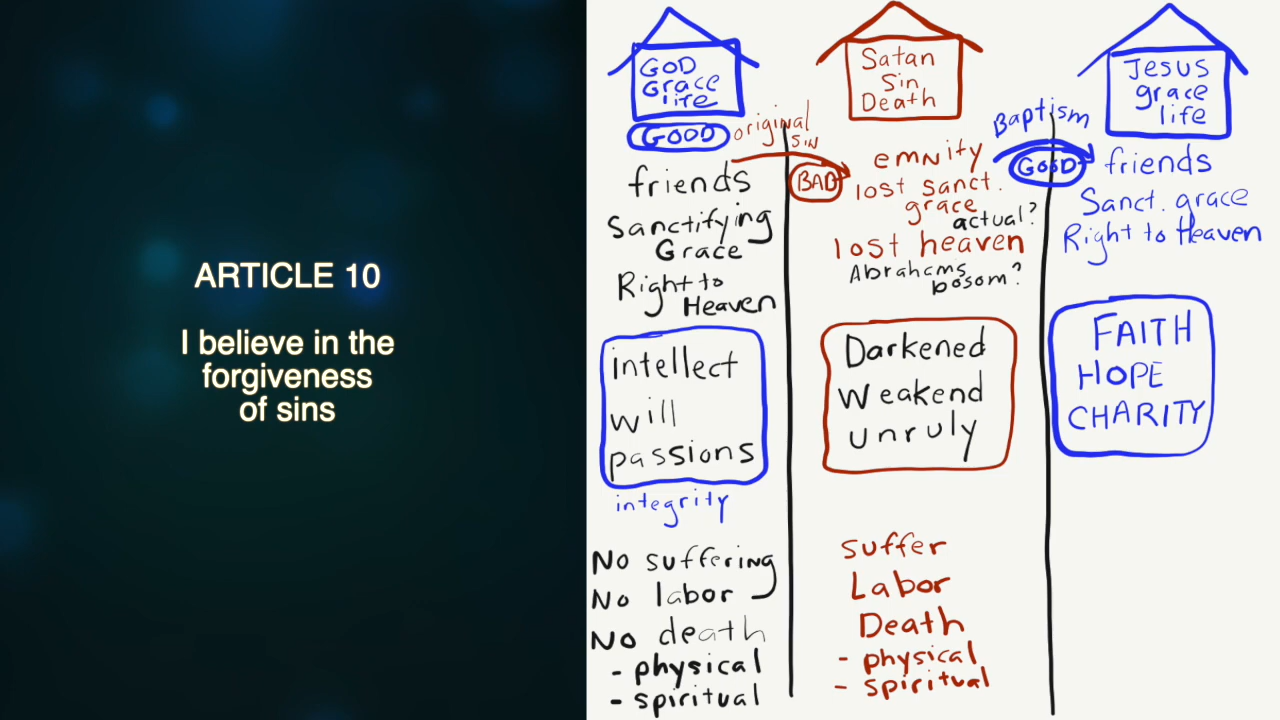 ARTICLE 10
I believe in the
forgiveness
of sins
GOD
Grace
life
GOOD
friends
Sanctifying
Grace
Right to
Heaven
intellect
will
passions
integrity
No suffering
No labor
No death
- physical
- spiritual
original
SIN
BAD
Satan
Sin
Death
emnity
lost sanct.
grace
actual?
lost heaven
Abrahams
bosom?
Darkened
Weakend
unruly
suffer
Labor
Death
- physical
- spiritual
Baptism
GOOD
Jesus
grace
life
friends
Sanct. grace
Right to Heaven
FAITH
HOPE
CHARITY